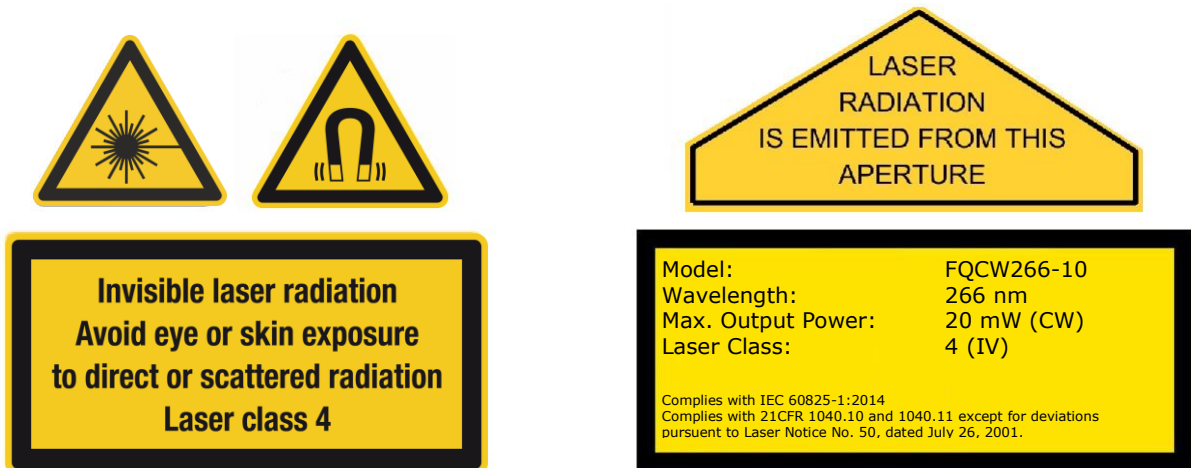 LASER
RADIATION
IS EMITTED FROM THIS
APERTURE
Invisible laser radiation
Avoid eye or skin exposure
to direct or scattered radiation
Laser class 4
Model: FQCW266-10
Wavelength: 266 nm
Max. Output Power: 20 mW (CW)
Laser Class: 4 (IV)
Complies with IEC 60825-1:2014
Complies with 21CFR 1040.10 and 1040.11 except for deviations
pursuant to Laser Notice No. 50, dated July 26, 2001.